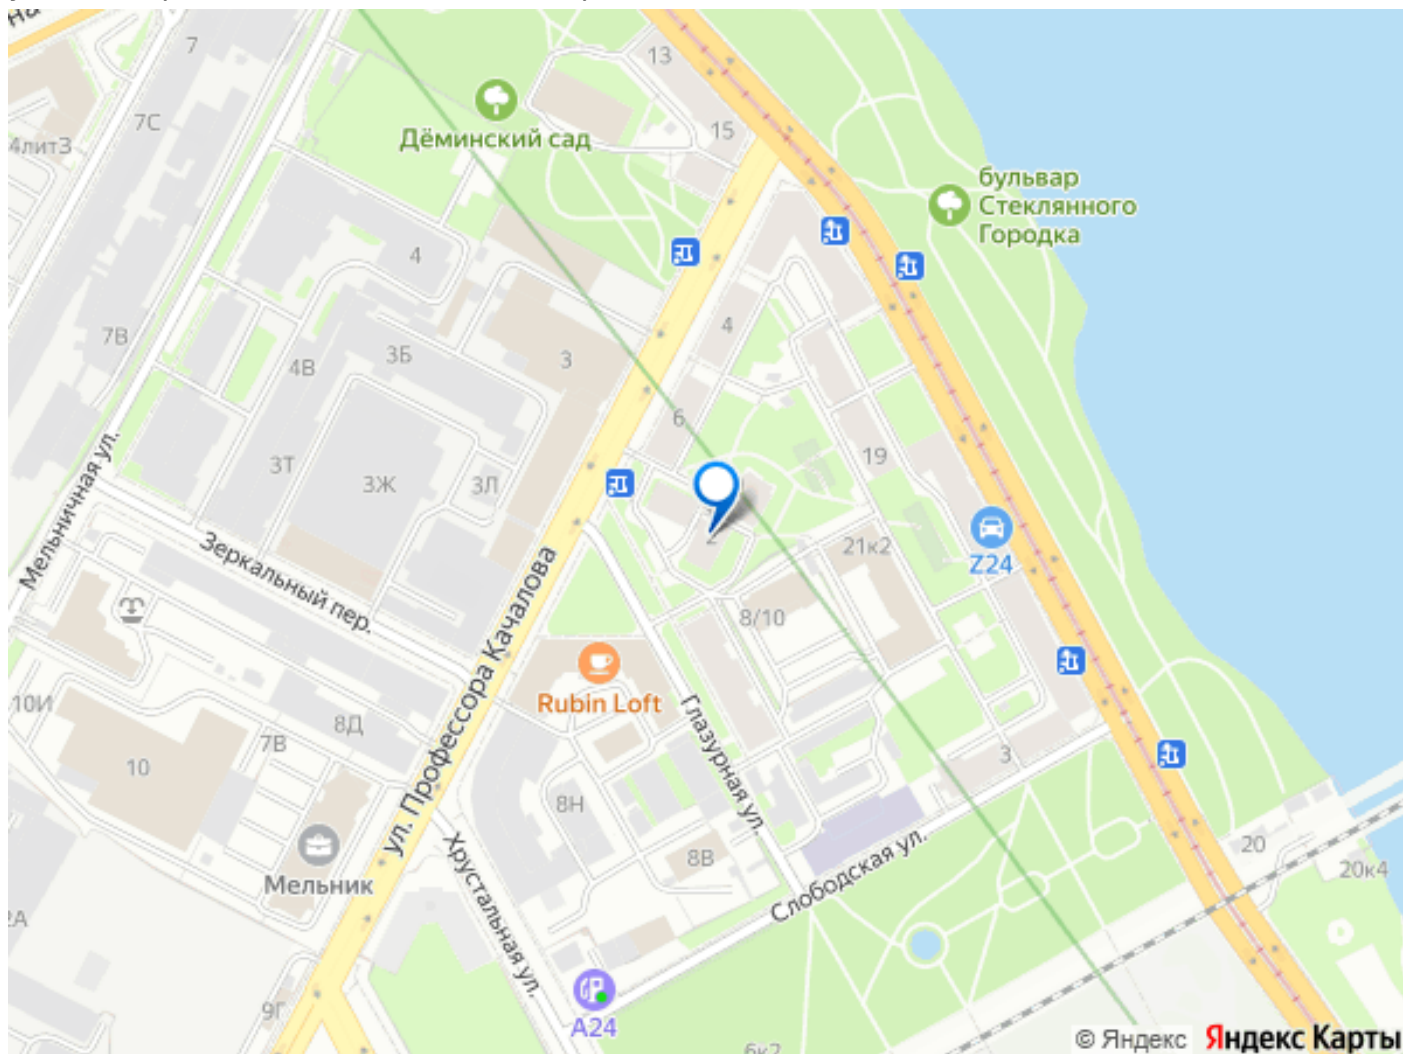 7
13
7С
4литЗ
Дёминский сад
15
бульвар
Стеклянного
Городка
4
7В
3Б
4В
3
4
6
19
3Т
3Ж
3Л
Мельничная ул.
Зеркальный пер.
ул. Профессора Качалова
2
21к2
Z24
8/10
Rubin Loft
Глазурная ул.
10И
7В
8Д
10
3
8Н
8В
Мельник
Хрустальная ул.
Слободская ул.
20
20к4
9Г
А24
6к2
© Яндекс
Яндекс Карты